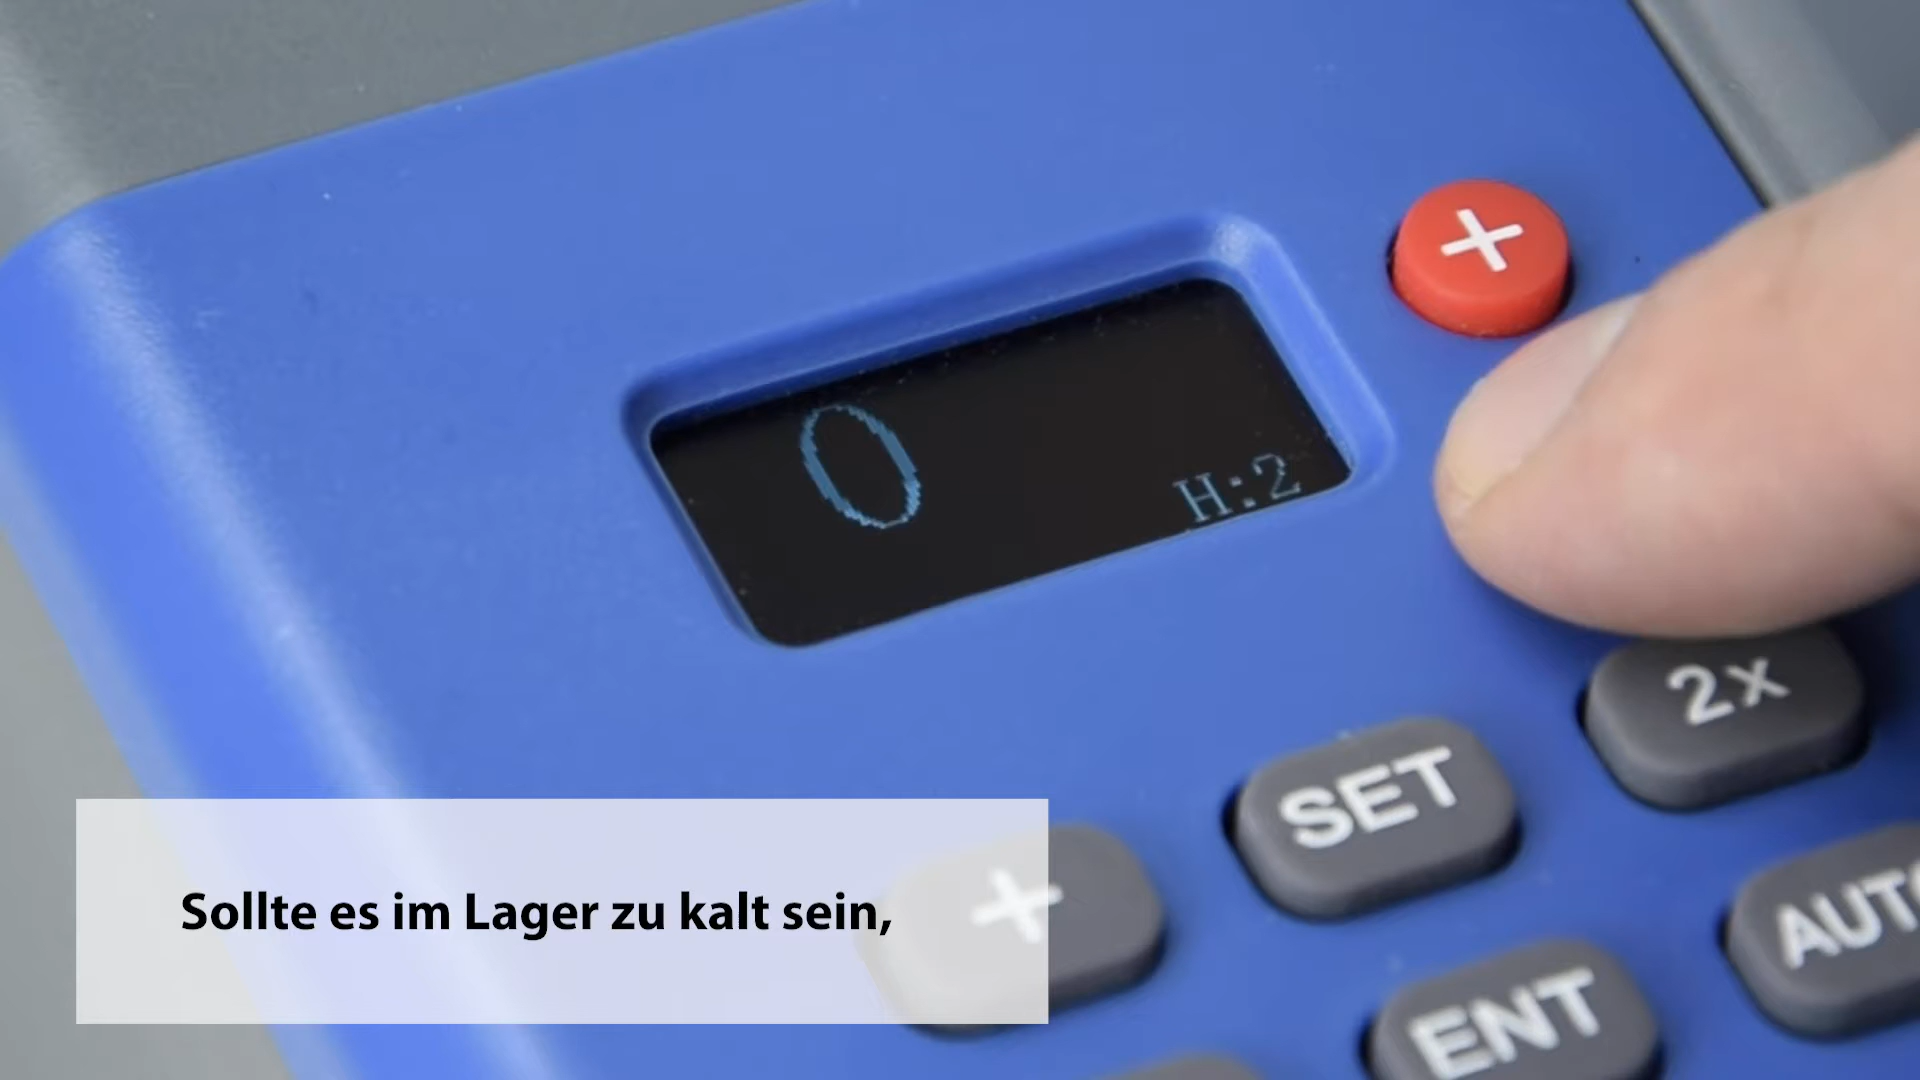 +
0
H:2
2x
SET
+
ENT
Sollte es im Lager zu kalt sein,